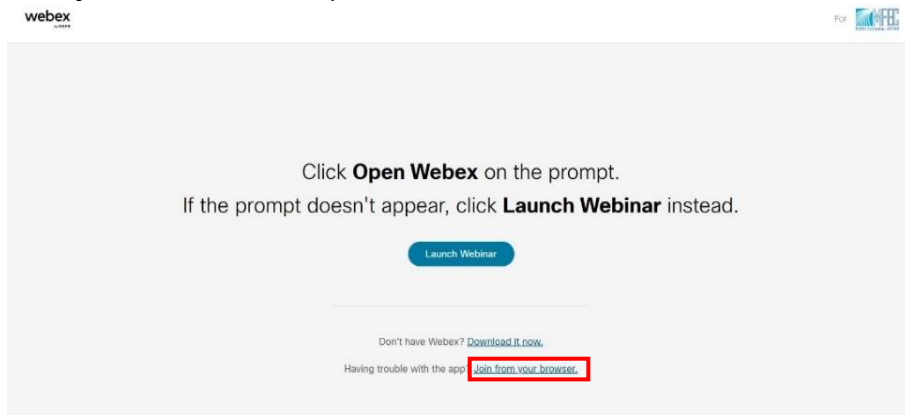 webex
For MFEC
Click Open Webex on the prompt.
If the prompt doesn't appear, click Launch Webinar instead.
Launch Webinar
Don't have Webex? Download it now.
Having trouble with the app? Join from your browser.